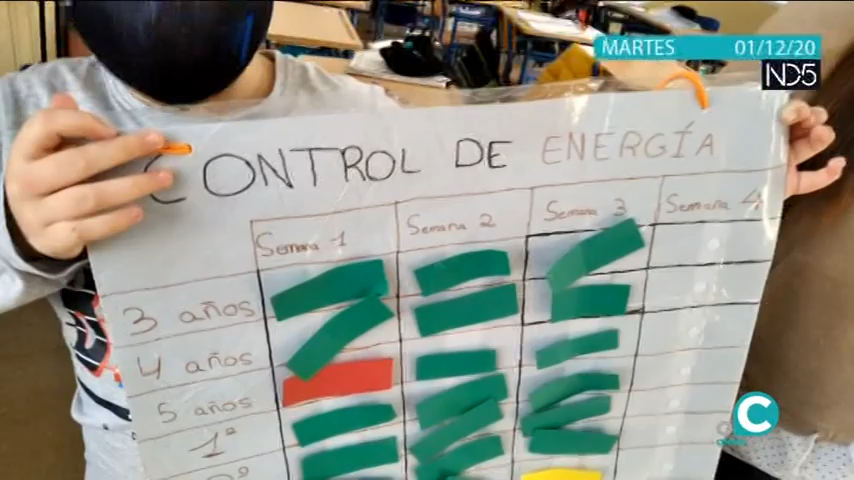 MARTES 01/12/20
ND5
CONTROL DE ENERGÍA
Semana 1 Semana 2 Semana 3 Semana 4
3 años
4 años
5 años
1º
C